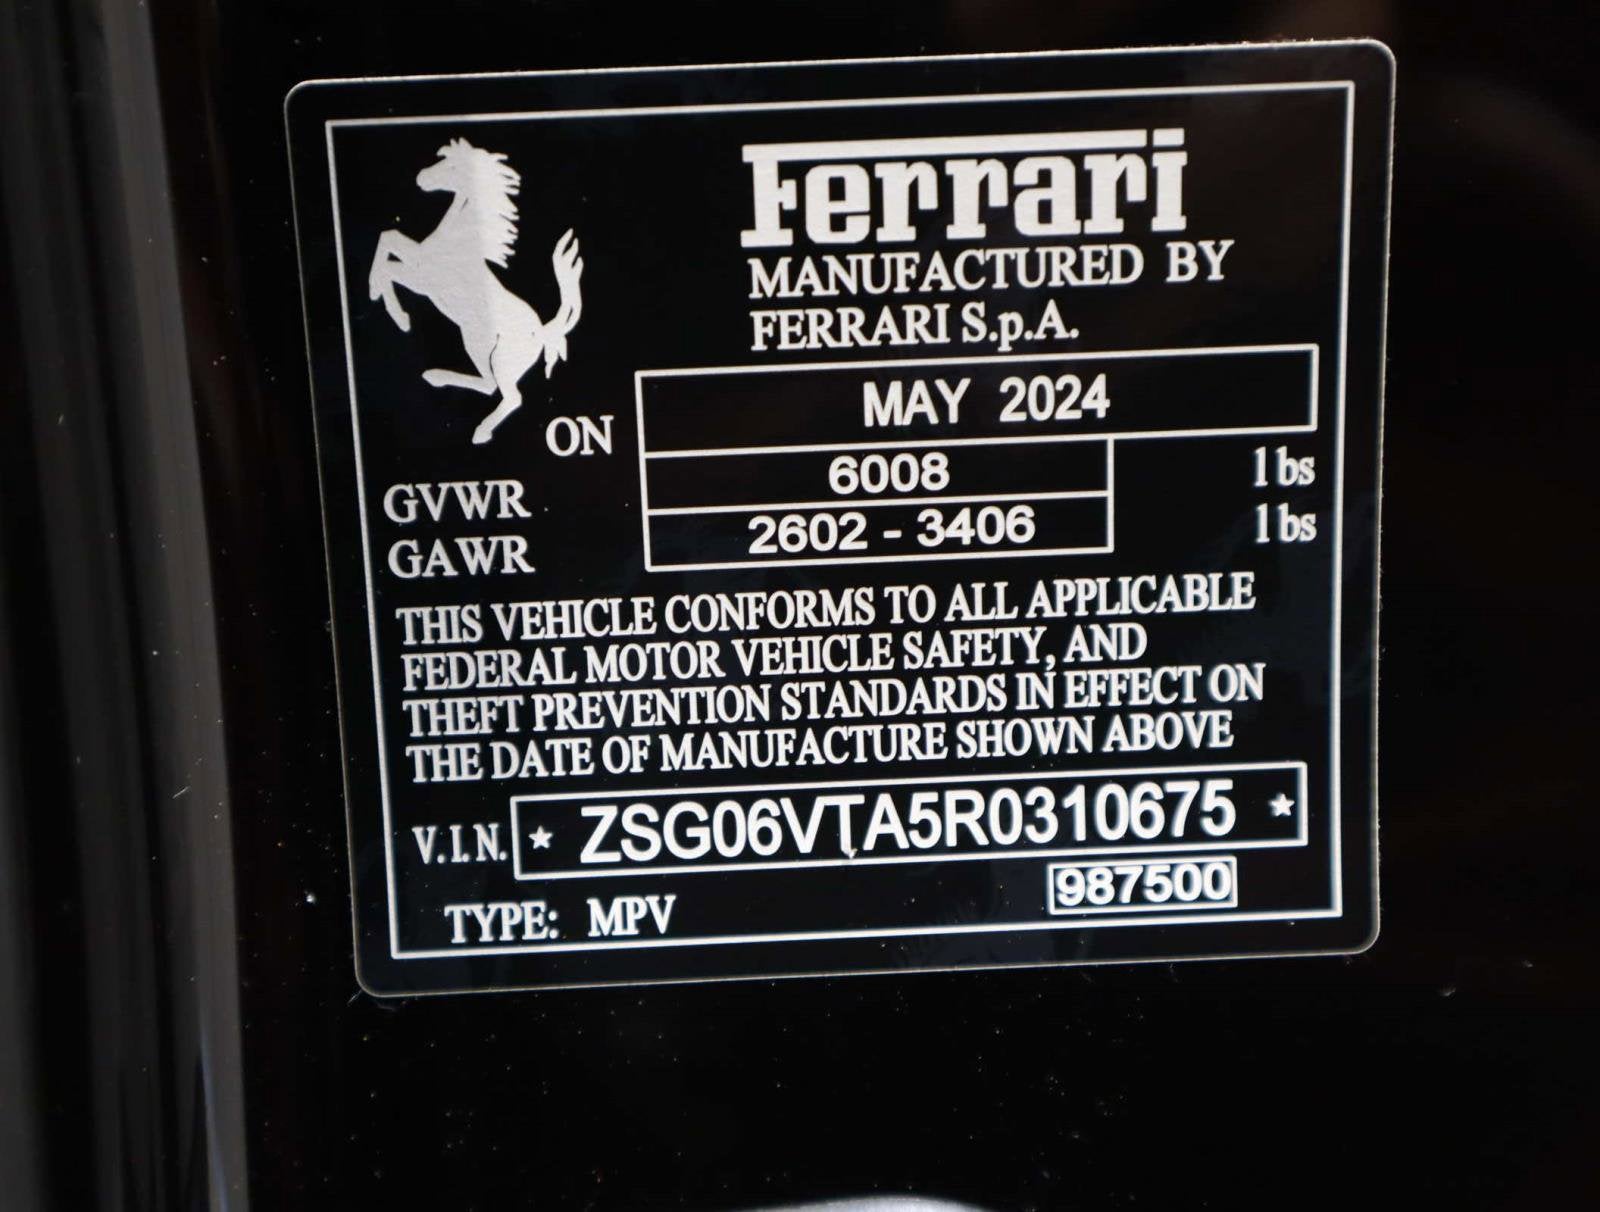 Ferrari
MANUFACTURED BY
FERRARI S.p.A.
ON MAY 2024
GVWR 6008 lbs
GAWR 2602 - 3406 lbs
THIS VEHICLE CONFORMS TO ALL APPLICABLE
FEDERAL MOTOR VEHICLE SAFETY, AND
THEFT PREVENTION STANDARDS IN EFFECT ON
THE DATE OF MANUFACTURE SHOWN ABOVE
V.I.N. ★ ZSG06VTA5R0310675 ★
987500
TYPE: MPV